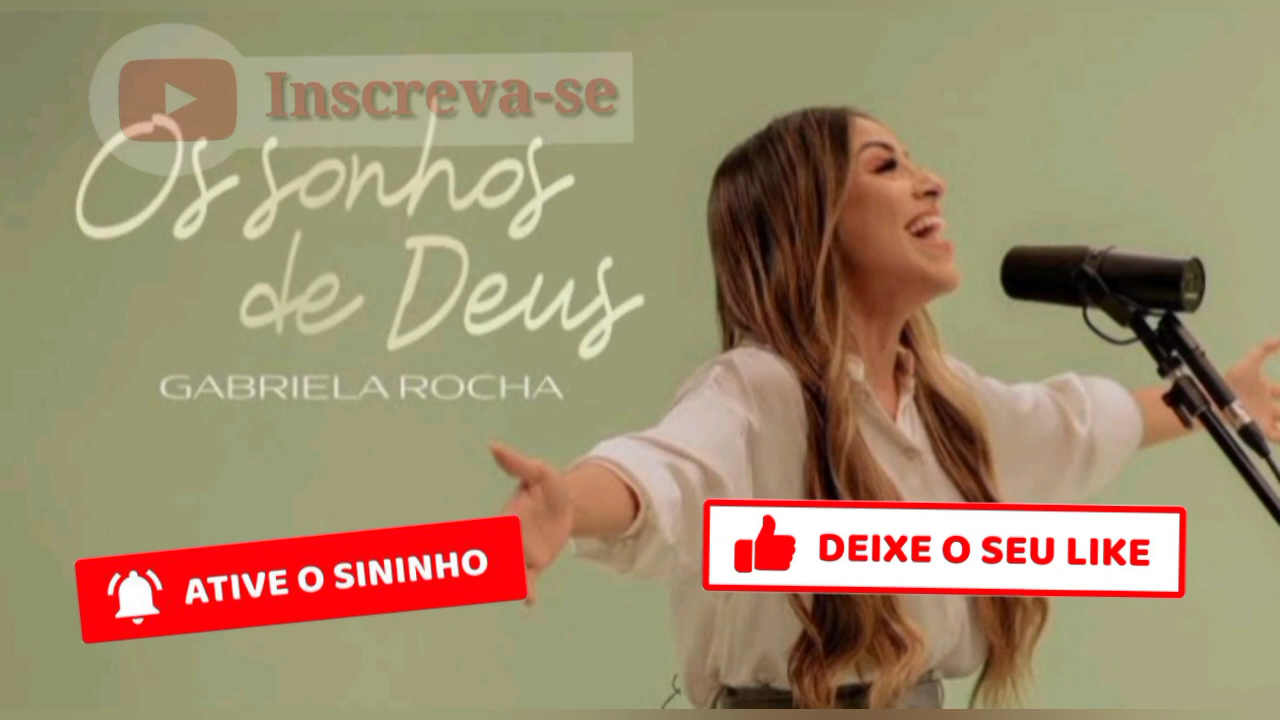 Inscreva-se
Os sonhos
de Deus
GABRIELA ROCHA
ATIVE O SININHO
DEIXE O SEU LIKE